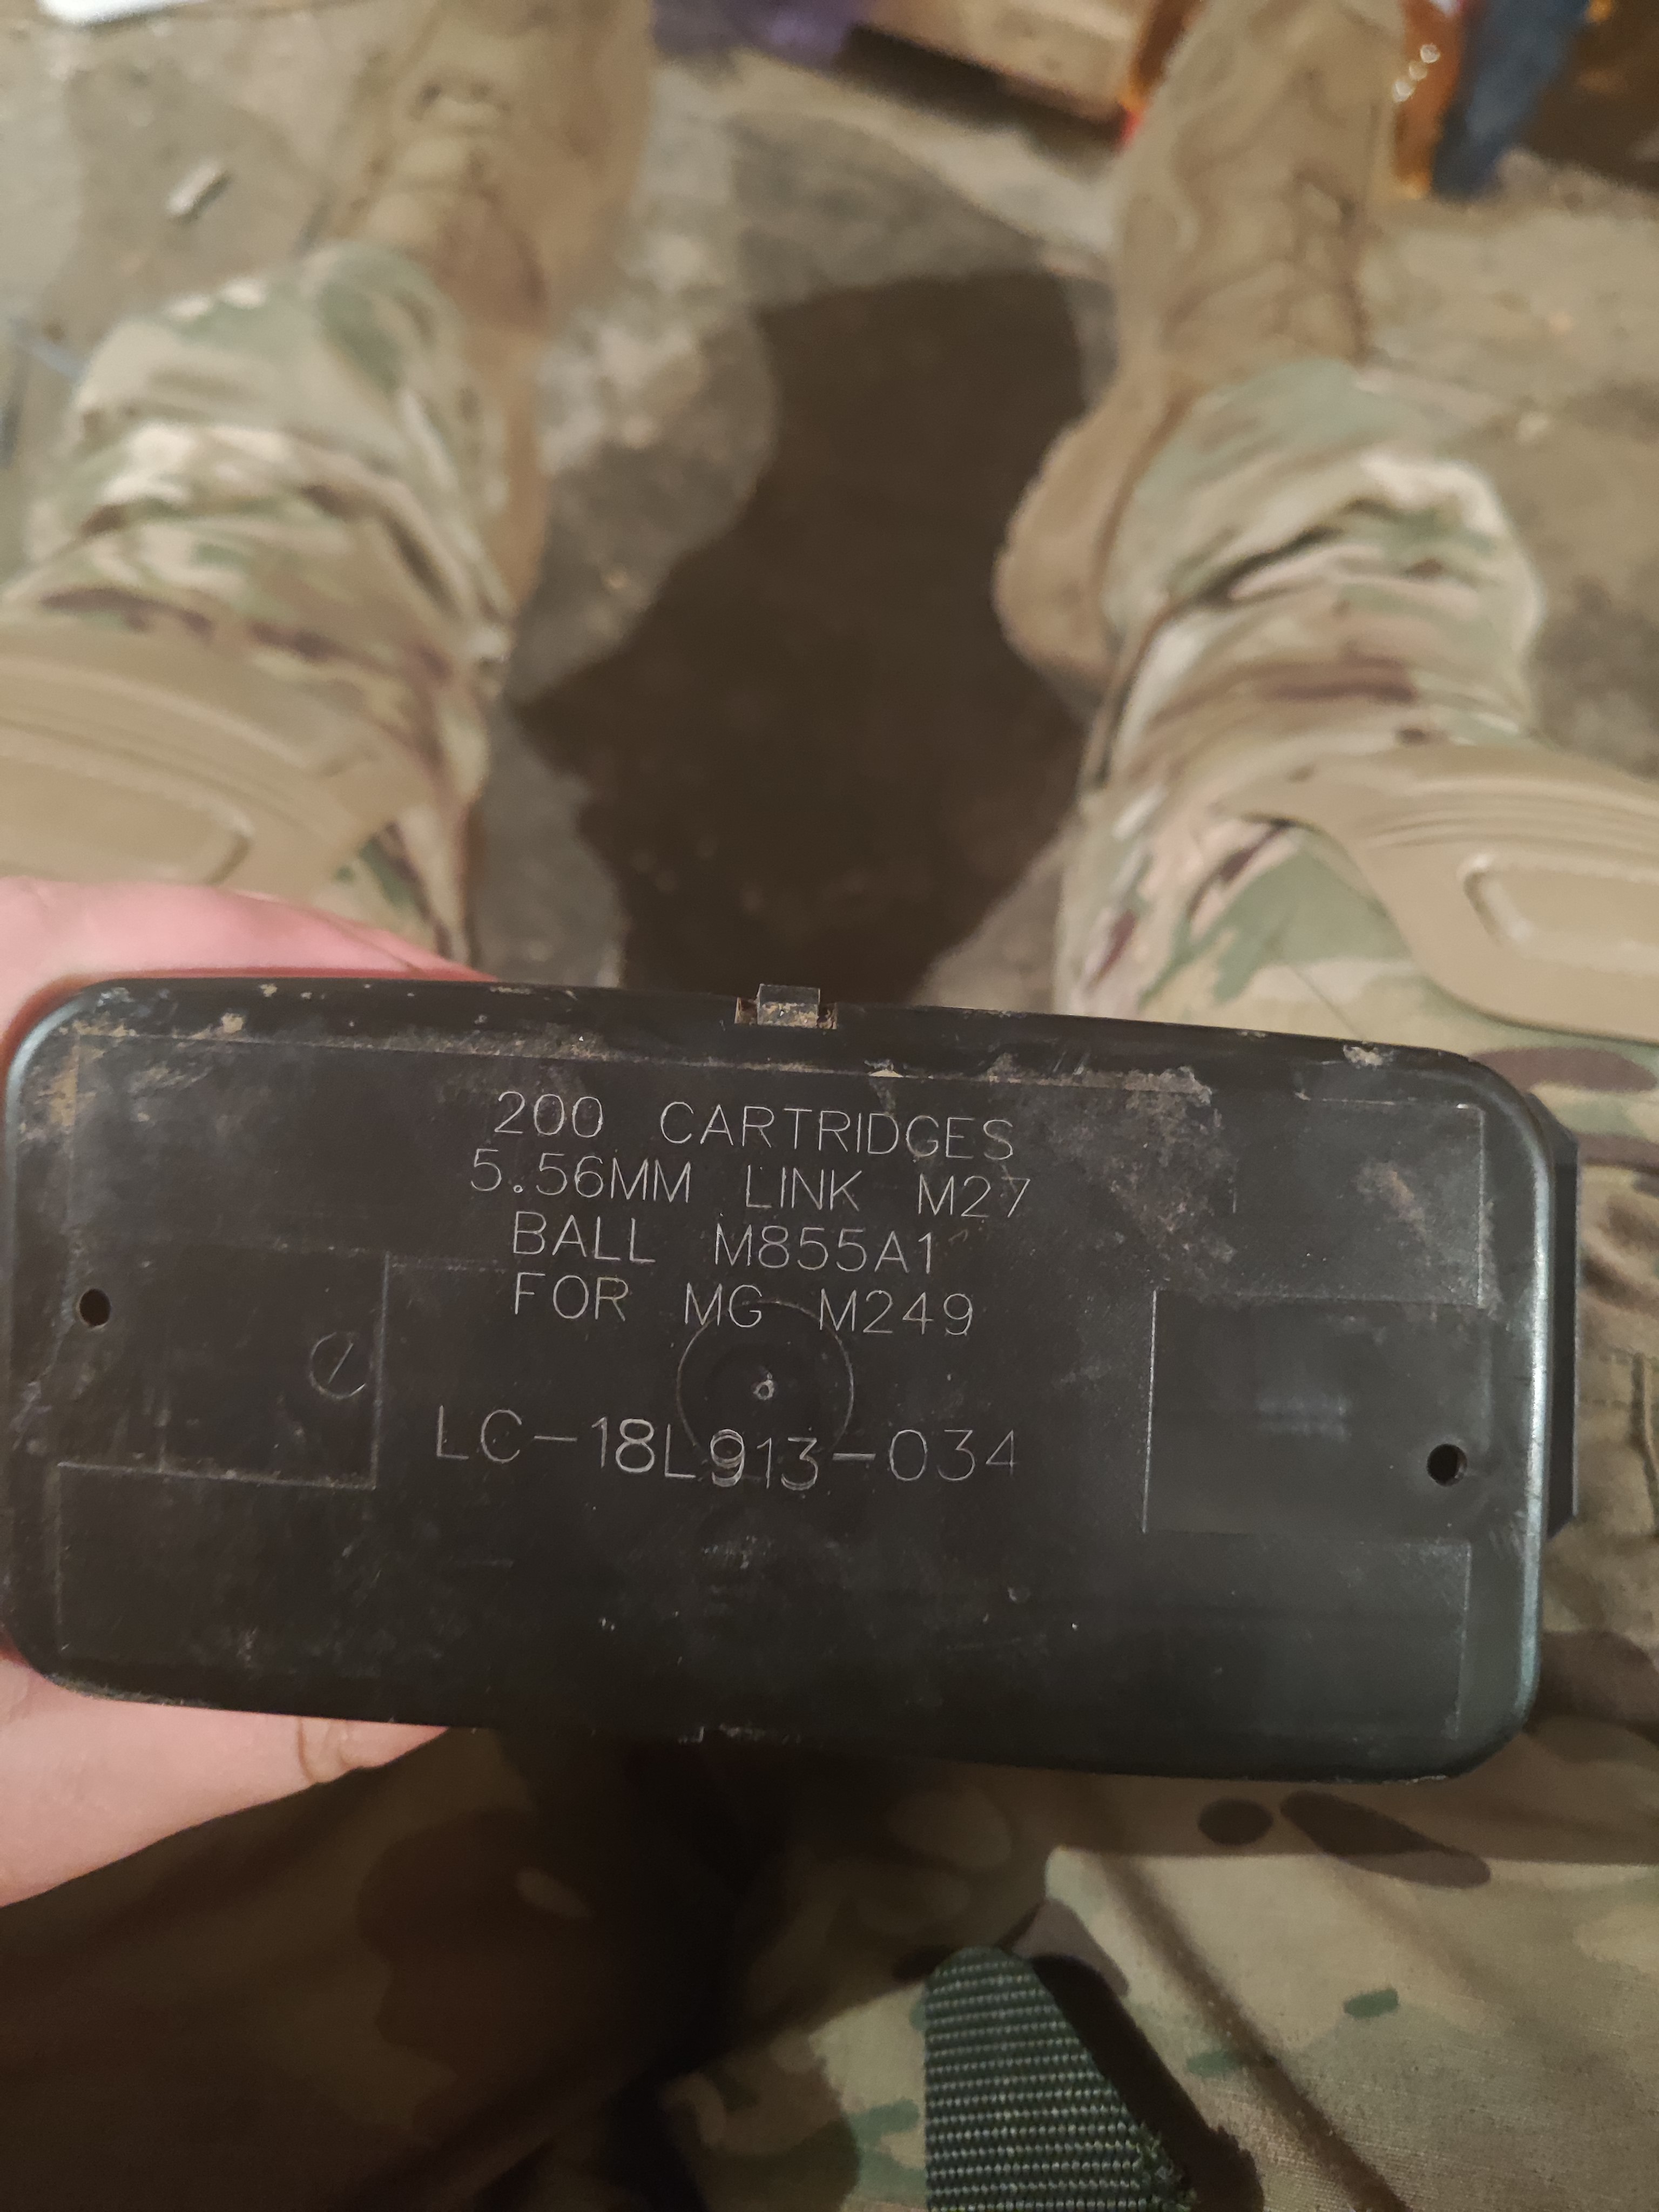 200 CARTRIDGES
5.56MM LINK M27
BALL M855A1
FOR MG M249
LC-18L913-034